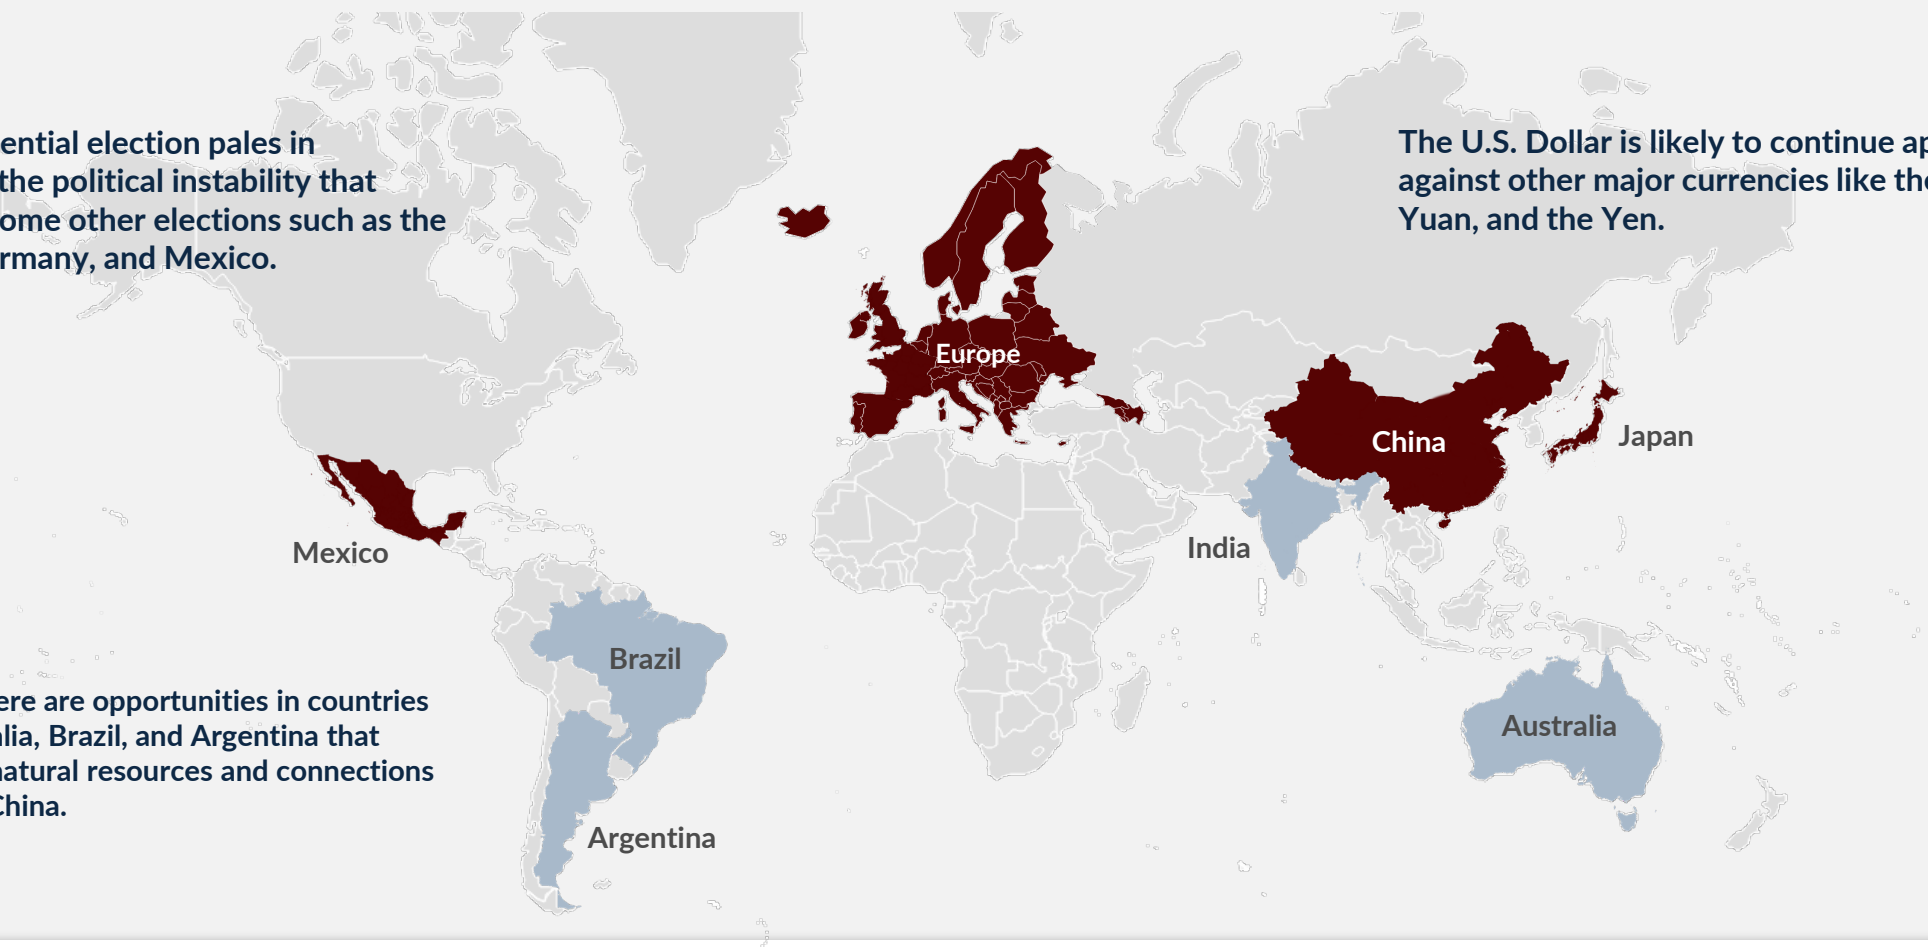 ential election pales in
the political instability that
ome other elections such as the
rmany, and Mexico.
The U.S. Dollar is likely to continue ap
against other major currencies like the
Yuan, and the Yen.
Europe
China
Japan
Mexico
India
Brazil
ere are opportunities in countries
lia, Brazil, and Argentina that
natural resources and connections
China.
Australia
Argentina